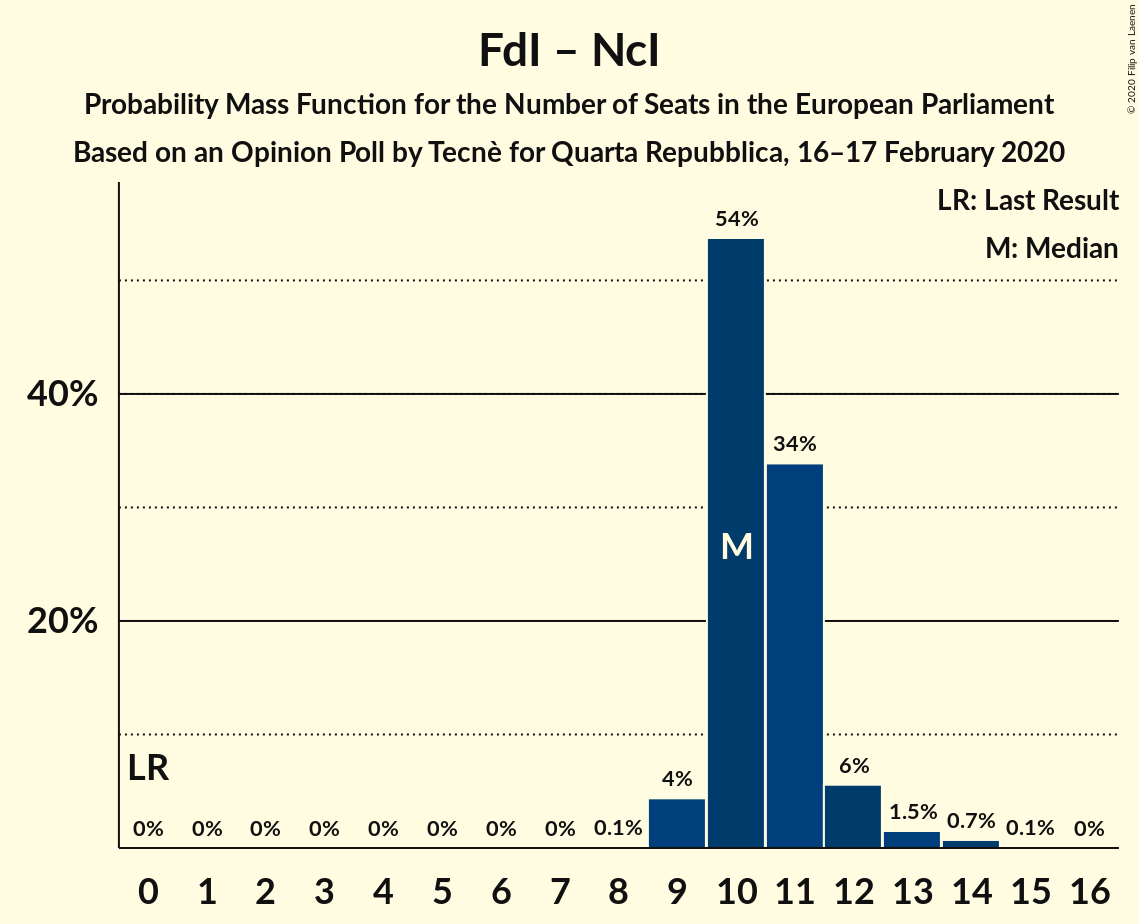 FdI – NcI
Probability Mass Function for the Number of Seats in the European Parliament
Based on an Opinion Poll by Tecnè for Quarta Repubblica, 16–17 February 2020
© 2020 Filip van Laenen
LR: Last Result
M: Median
40%
20%
LR
M
0% 0% 0% 0% 0% 0% 0% 0% 0.1% 4% 54% 34% 6% 1.5% 0.7% 0.1% 0%
0 1 2 3 4 5 6 7 8 9 10 11 12 13 14 15 16